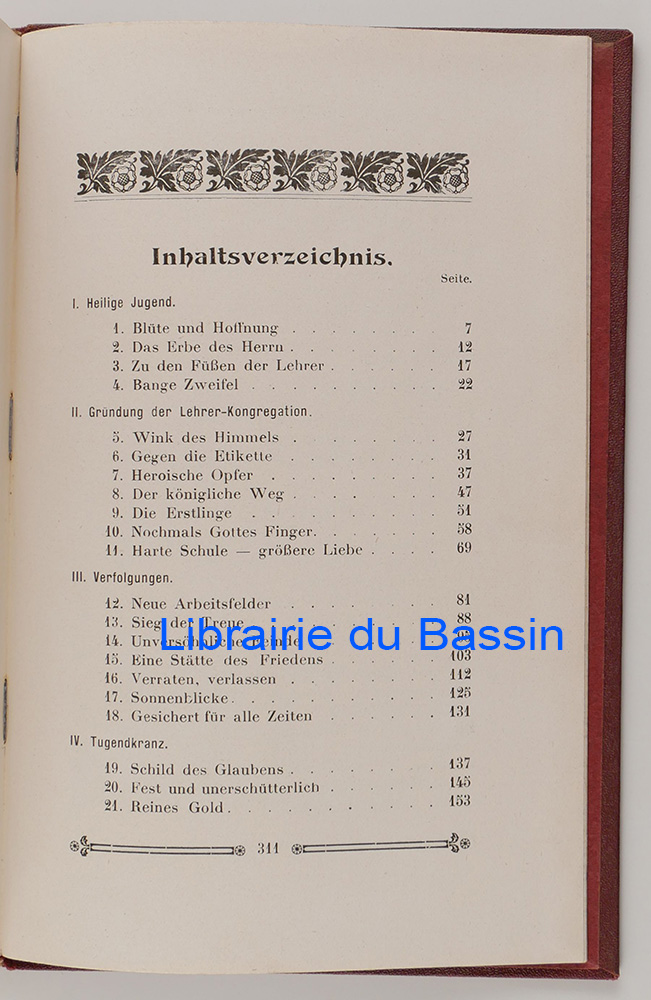 Inhaltsverzeichnis.
Seite.
I. Heilige Jugend.
1. Blüte und Hoffnung . . . . . . . 7
2. Das Erbe des Herrn . . . . . . . 12
3. Zu den Füßen der Lehrer . . . . . 17
4. Bange Zweifel . . . . . . . . . 22
II. Gründung der Lehrer-Kongregation.
5. Wink des Himmels . . . . . . . 27
6. Gegen die Etikette . . . . . . . 31
7. Heroische Opfer . . . . . . . . 37
8. Der königliche Weg . . . . . . . 47
9. Die Erstlinge . . . . . . . . . 51
10. Nochmals Gottes Finger. . . . . . 58
11. Harte Schule — größere Liebe . . . . 69
III. Verfolgungen.
12. Neue Arbeitsfelder . . . . . . . 81
13. Sieg der Treue . . . . . . . . 88
14. Unversöhnliche Feinde
Librairie du Bassin
15. Eine Stätte des Friedens . . . . . . 103
16. Verraten, verlassen . . . . . . . 112
17. Sonnenblicke. . . . . . . . . . 125
18. Gesichert für alle Zeiten . . . . . . 131
IV. Tugendkranz.
19. Schild des Glaubens . . . . . . . 137
20. Fest und unerschütterlich . . . . . . 145
21. Reines Gold . . . . . . . . . . 153
311